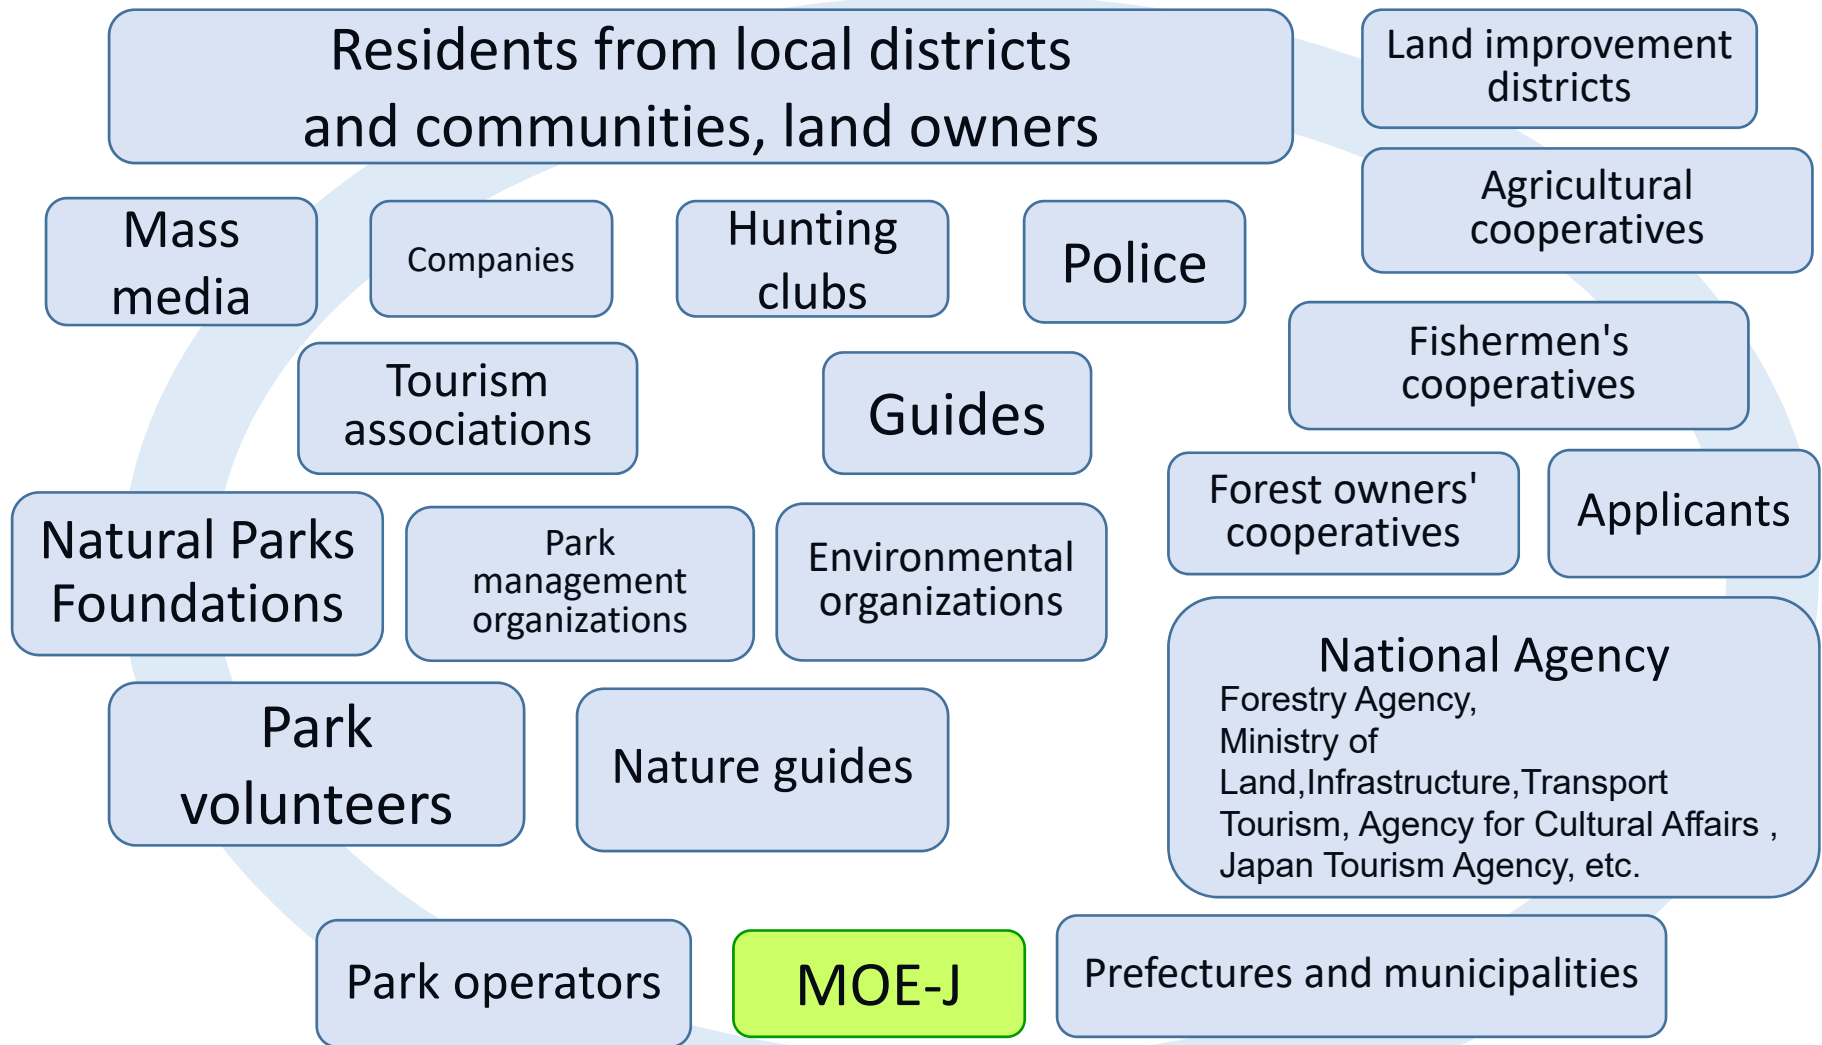 Residents from local districts
and communities, land owners
Land improvement
districts
Agricultural
cooperatives
Mass
media
Companies
Hunting
clubs
Police
Fishermen's
cooperatives
Tourism
associations
Guides
Forest owners'
cooperatives
Applicants
Natural Parks
Foundations
Park
management
organizations
Environmental
organizations
National Agency
Forestry Agency,
Ministry of
Land,Infrastructure,Transport
Tourism, Agency for Cultural Affairs ,
Japan Tourism Agency, etc.
Park
volunteers
Nature guides
Park operators
MOE-J
Prefectures and municipalities